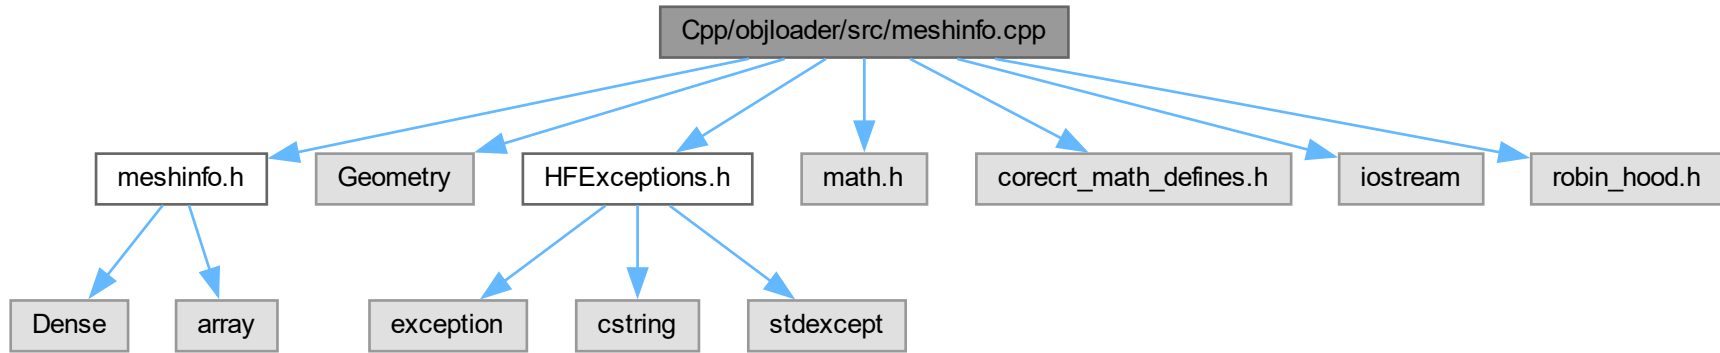 Cpp/objloader/src/meshinfo.cpp
meshinfo.h
Geometry
HFExceptions.h
math.h
corecrt_math_defines.h
iostream
robin_hood.h
Dense
array
exception
cstring
stdexcept